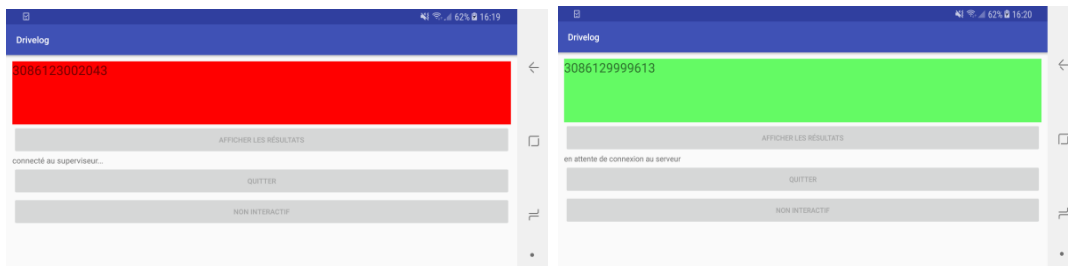 62% 16:19
Drivelog
3086123002043
AFFICHER LES RÉSULTATS
connecté au superviseur...
QUITTER
NON INTERACTIF
62% 16:20
Drivelog
3086129999613
AFFICHER LES RÉSULTATS
en attente de connexion au serveur
QUITTER
NON INTERACTIF